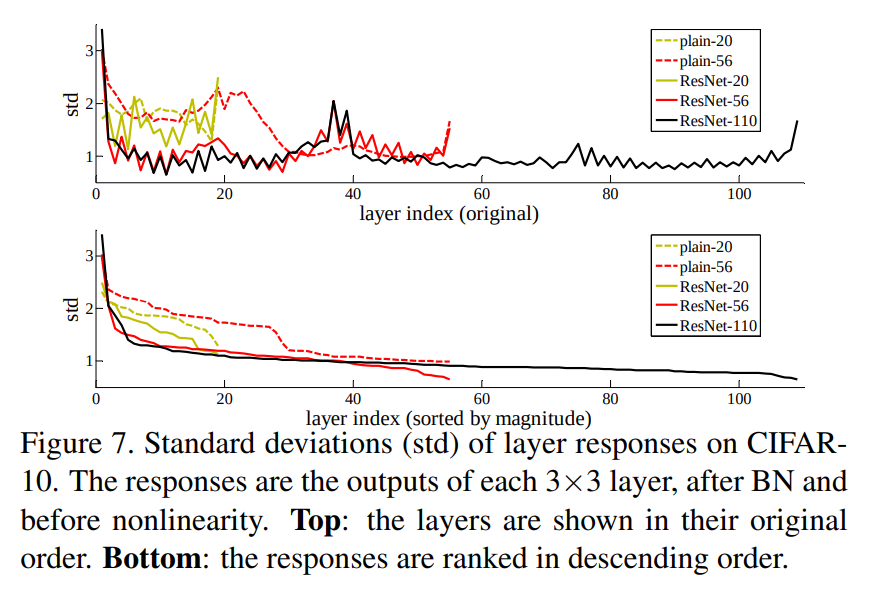 3
2
1
std
plain-20
plain-56
ResNet-20
ResNet-56
ResNet-110
0 20 40 60 80 100
layer index (original)
3
2
1
std
plain-20
plain-56
ResNet-20
ResNet-56
ResNet-110
0 20 40 60 80 100
layer index (sorted by magnitude)
Figure 7. Standard deviations (std) of layer responses on CIFAR-
10. The responses are the outputs of each 3×3 layer, after BN and
before nonlinearity. Top: the layers are shown in their original
order. Bottom: the responses are ranked in descending order.